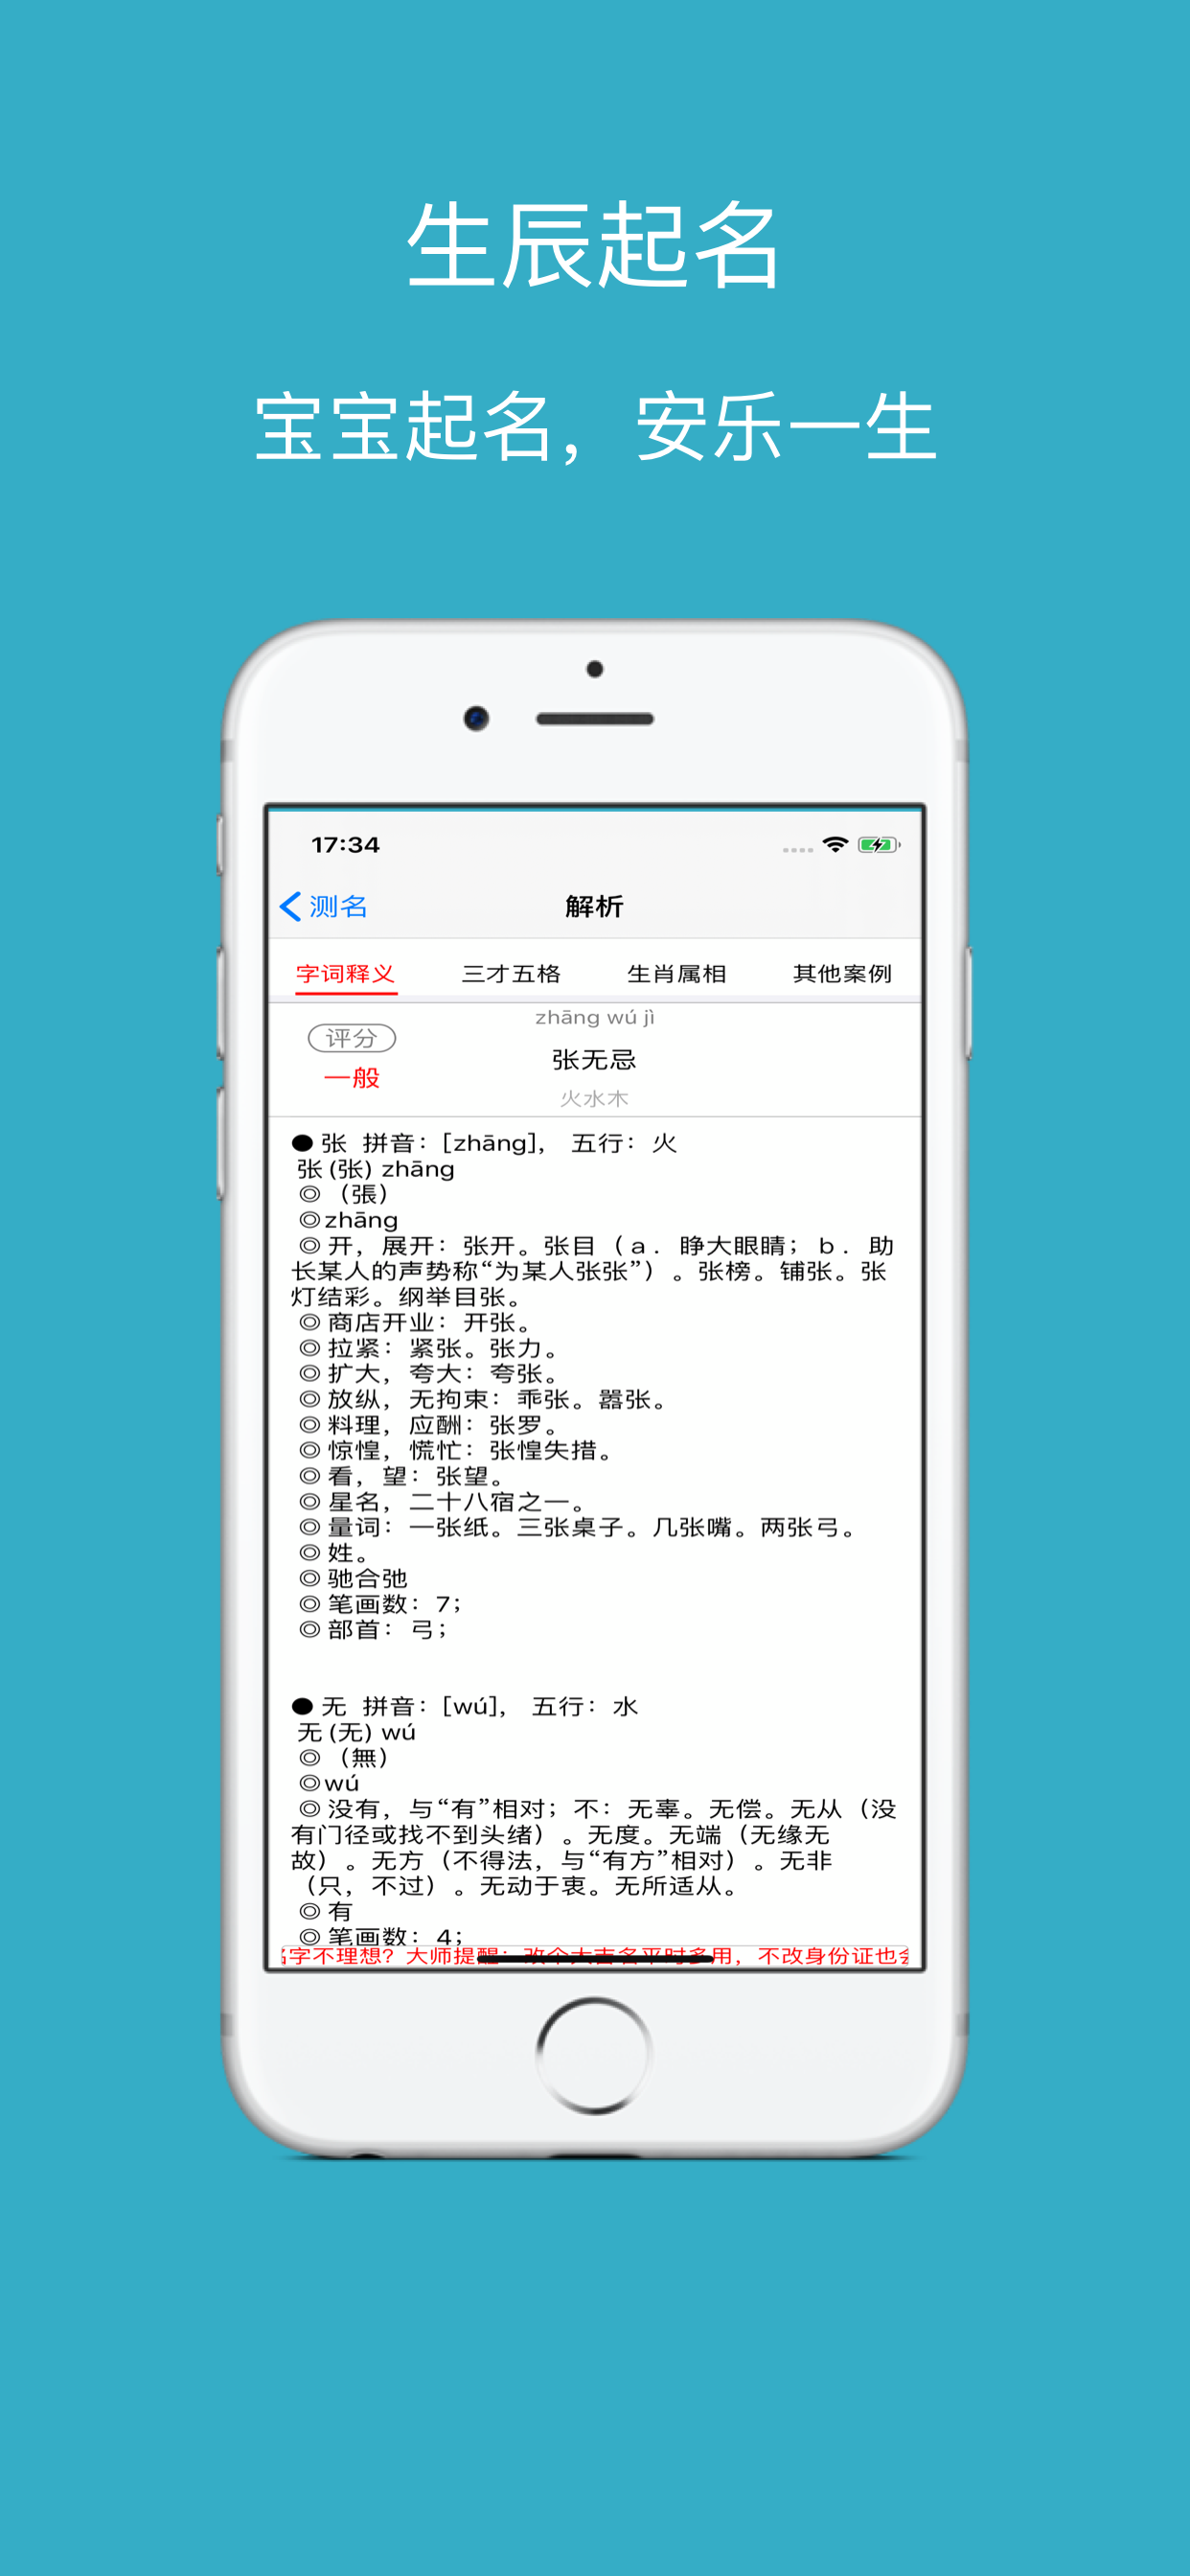 生辰起名
宝宝起名，安乐一生
17:34
测名
解析
字词释义 三才五格 生肖属相 其他案例
zhāng wú jì
评分
张无忌
一般
火水木
● 张 拼音：[zhāng]， 五行：火
张 (张) zhāng
◎ （張）
◎zhāng
◎ 开，展开：张开。张目（ａ．睁大眼睛；ｂ．助
长某人的声势称“为某人张张”）。张榜。铺张。张
灯结彩。纲举目张。
◎ 商店开业：开张。
◎ 拉紧：紧张。张力。
◎ 扩大，夸大：夸张。
◎ 放纵，无拘束：乖张。嚣张。
◎ 料理，应酬：张罗。
◎ 惊惶，慌忙：张惶失措。
◎ 看，望：张望。
◎ 星名，二十八宿之一。
◎ 量词：一张纸。三张桌子。几张嘴。两张弓。
◎ 姓。
◎ 驰合弛
◎ 笔画数：7；
◎ 部首：弓；
● 无 拼音：[wú]， 五行：水
无 (无) wú
◎ （無）
◎wú
◎ 没有，与“有”相对；不：无辜。无偿。无从（没
有门径或找不到头绪）。无度。无端（无缘无
故）。无方（不得法，与“有方”相对）。无非
（只，不过）。无动于衷。无所适从。
◎ 有
◎ 笔画数：4；
名字不理想？大师提醒：改个大吉名平时多用，不改身份证也会